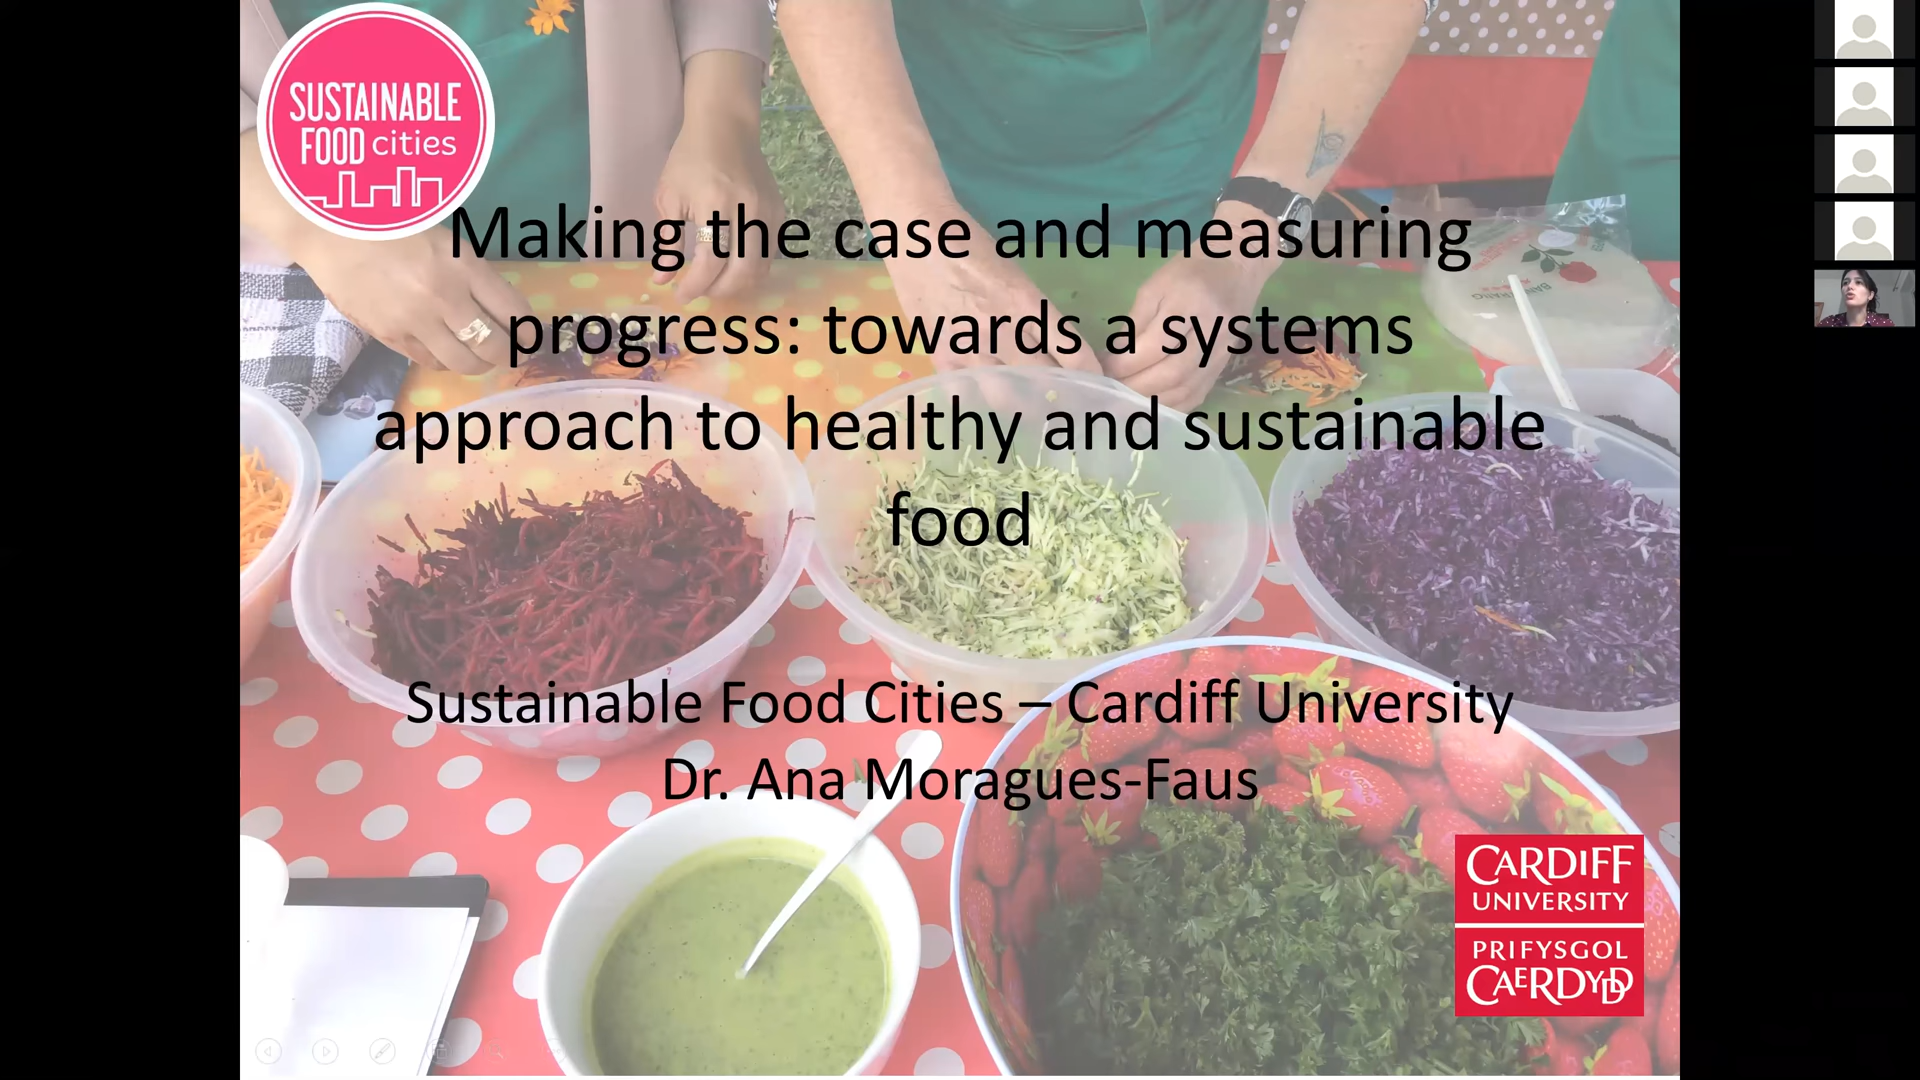 SUSTAINABLE
FOOD cities
Making the case and measuring
progress: towards a systems
approach to healthy and sustainable
food
Sustainable Food Cities – Cardiff University
Dr. Ana Moragues-Faus
CARDIFF
UNIVERSITY
PRIFYSGOL
CAERDYDD